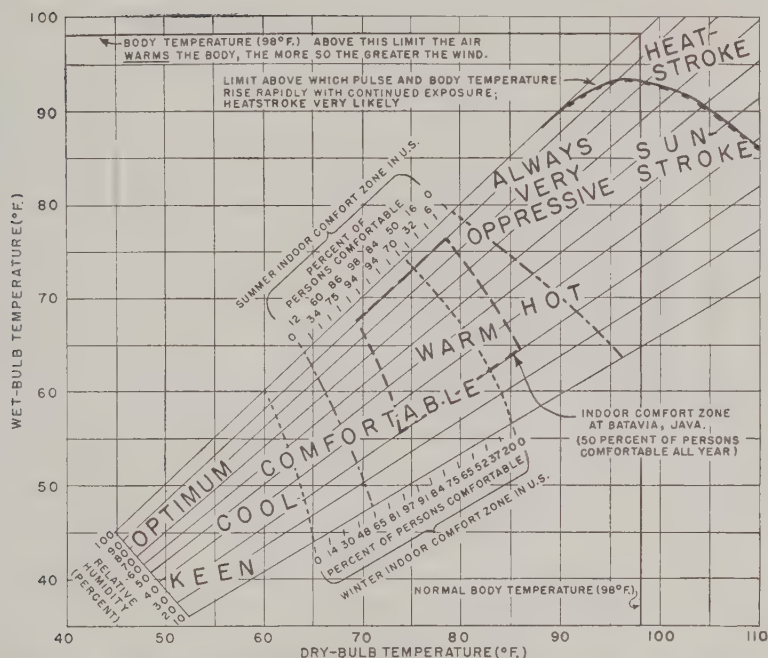 100
90
80
70
60
50
40
WET-BULB TEMPERATURE (°F.)
BODY TEMPERATURE (98°F.) ABOVE THIS LIMIT THE AIR
WARMS THE BODY, THE MORE SO THE GREATER THE WIND.
LIMIT ABOVE WHICH PULSE AND BODY TEMPERATURE
RISE RAPIDLY WITH CONTINUED EXPOSURE;
HEATSTROKE VERY LIKELY
HEAT-
STROKE
SUN-
STROKE
ALWAYS
VERY
OPPRESSIVE
SUMMER INDOOR COMFORT ZONE IN U.S.
PERCENT OF
PERSONS COMFORTABLE
12 60 86 98 84 50 16 0
0 34 75 94 94 70 32 6
HOT
WARM
COMFORTABLE
OPTIMUM
COOL
KEEN
INDOOR COMFORT ZONE
AT BATAVIA, JAVA.
(50 PERCENT OF PERSONS
COMFORTABLE ALL YEAR)
0 14 30 48 65 81 97 91 84 75 65 52 37 20 0
PERCENT OF PERSONS COMFORTABLE
WINTER INDOOR COMFORT ZONE IN U.S.
100
RELATIVE
HUMIDITY
(PERCENT)
NORMAL BODY TEMPERATURE (98°F.)
40 50 60 70 80 90 100 110
DRY-BULB TEMPERATURE (°F.)